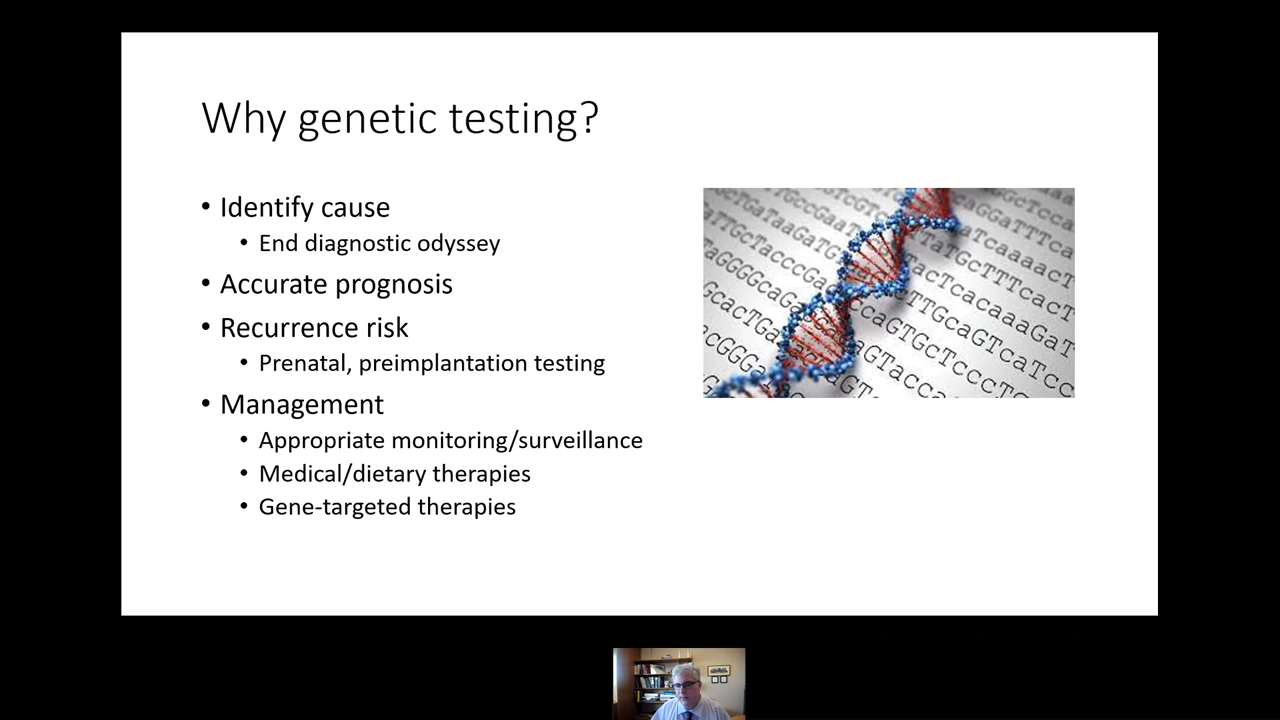 Why genetic testing?
• Identify cause
• End diagnostic odyssey
• Accurate prognosis
• Recurrence risk
• Prenatal, preimplantation testing
• Management
• Appropriate monitoring/surveillance
• Medical/dietary therapies
• Gene-targeted therapies